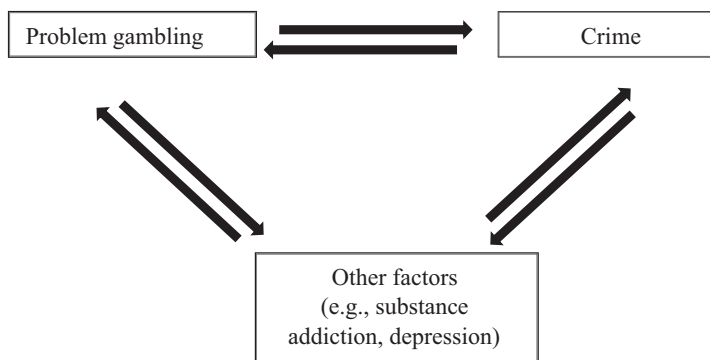 Problem gambling
Crime
Other factors
(e.g., substance
addiction, depression)